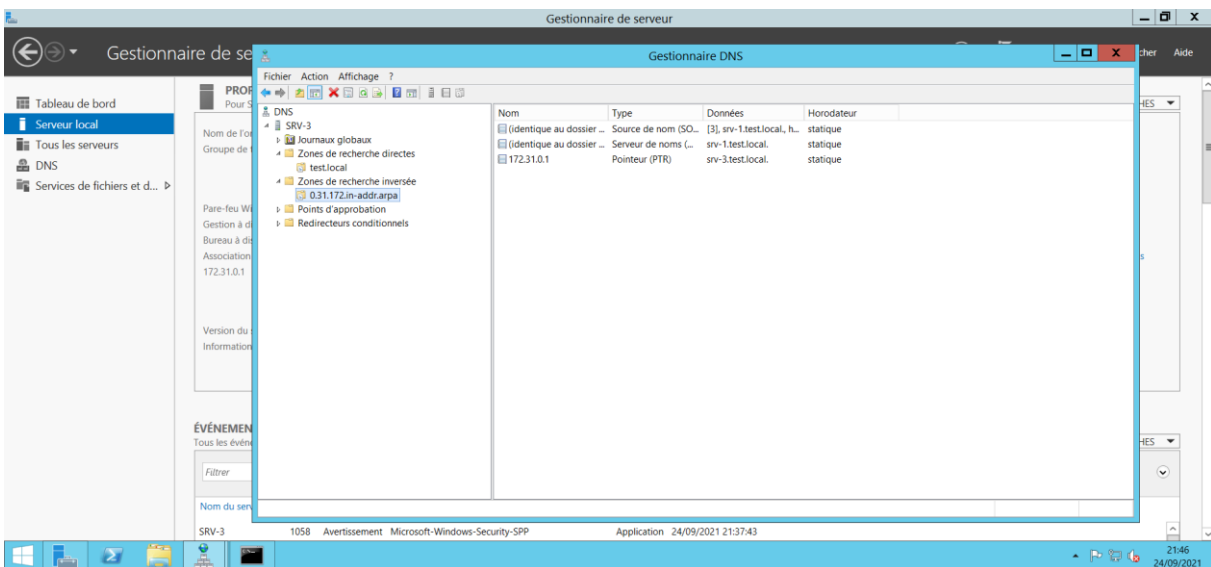 Gestionnaire de serveur
Gestionnaire de se
cher Aide
Gestionnaire DNS
Fichier Action Affichage ?
Tableau de bord
Serveur local
Tous les serveurs
DNS
Services de fichiers et d...
PROP
Pour S
Nom de l'or
Groupe de t
Pare-feu Wi
Gestion à di
Bureau à dis
Association
172.31.0.1
Version du s
Information
DNS
SRV-3
Journaux globaux
Zones de recherche directes
test.local
Zones de recherche inversée
0.31.172.in-addr.arpa
Points d'approbation
Redirecteurs conditionnels
Nom Type Données Horodateur
(identique au dossier ... Source de nom (SO... [3], srv-1.test.local., h... statique
(identique au dossier ... Serveur de noms (... srv-1.test.local. statique
172.31.0.1 Pointeur (PTR) srv-3.test.local. statique
HES
s
ÉVÉNEMEN
Tous les événe
HES
Filtrer
Nom du serv
SRV-3 1058 Avertissement Microsoft-Windows-Security-SPP Application 24/09/2021 21:37:43
21:46
24/09/2021